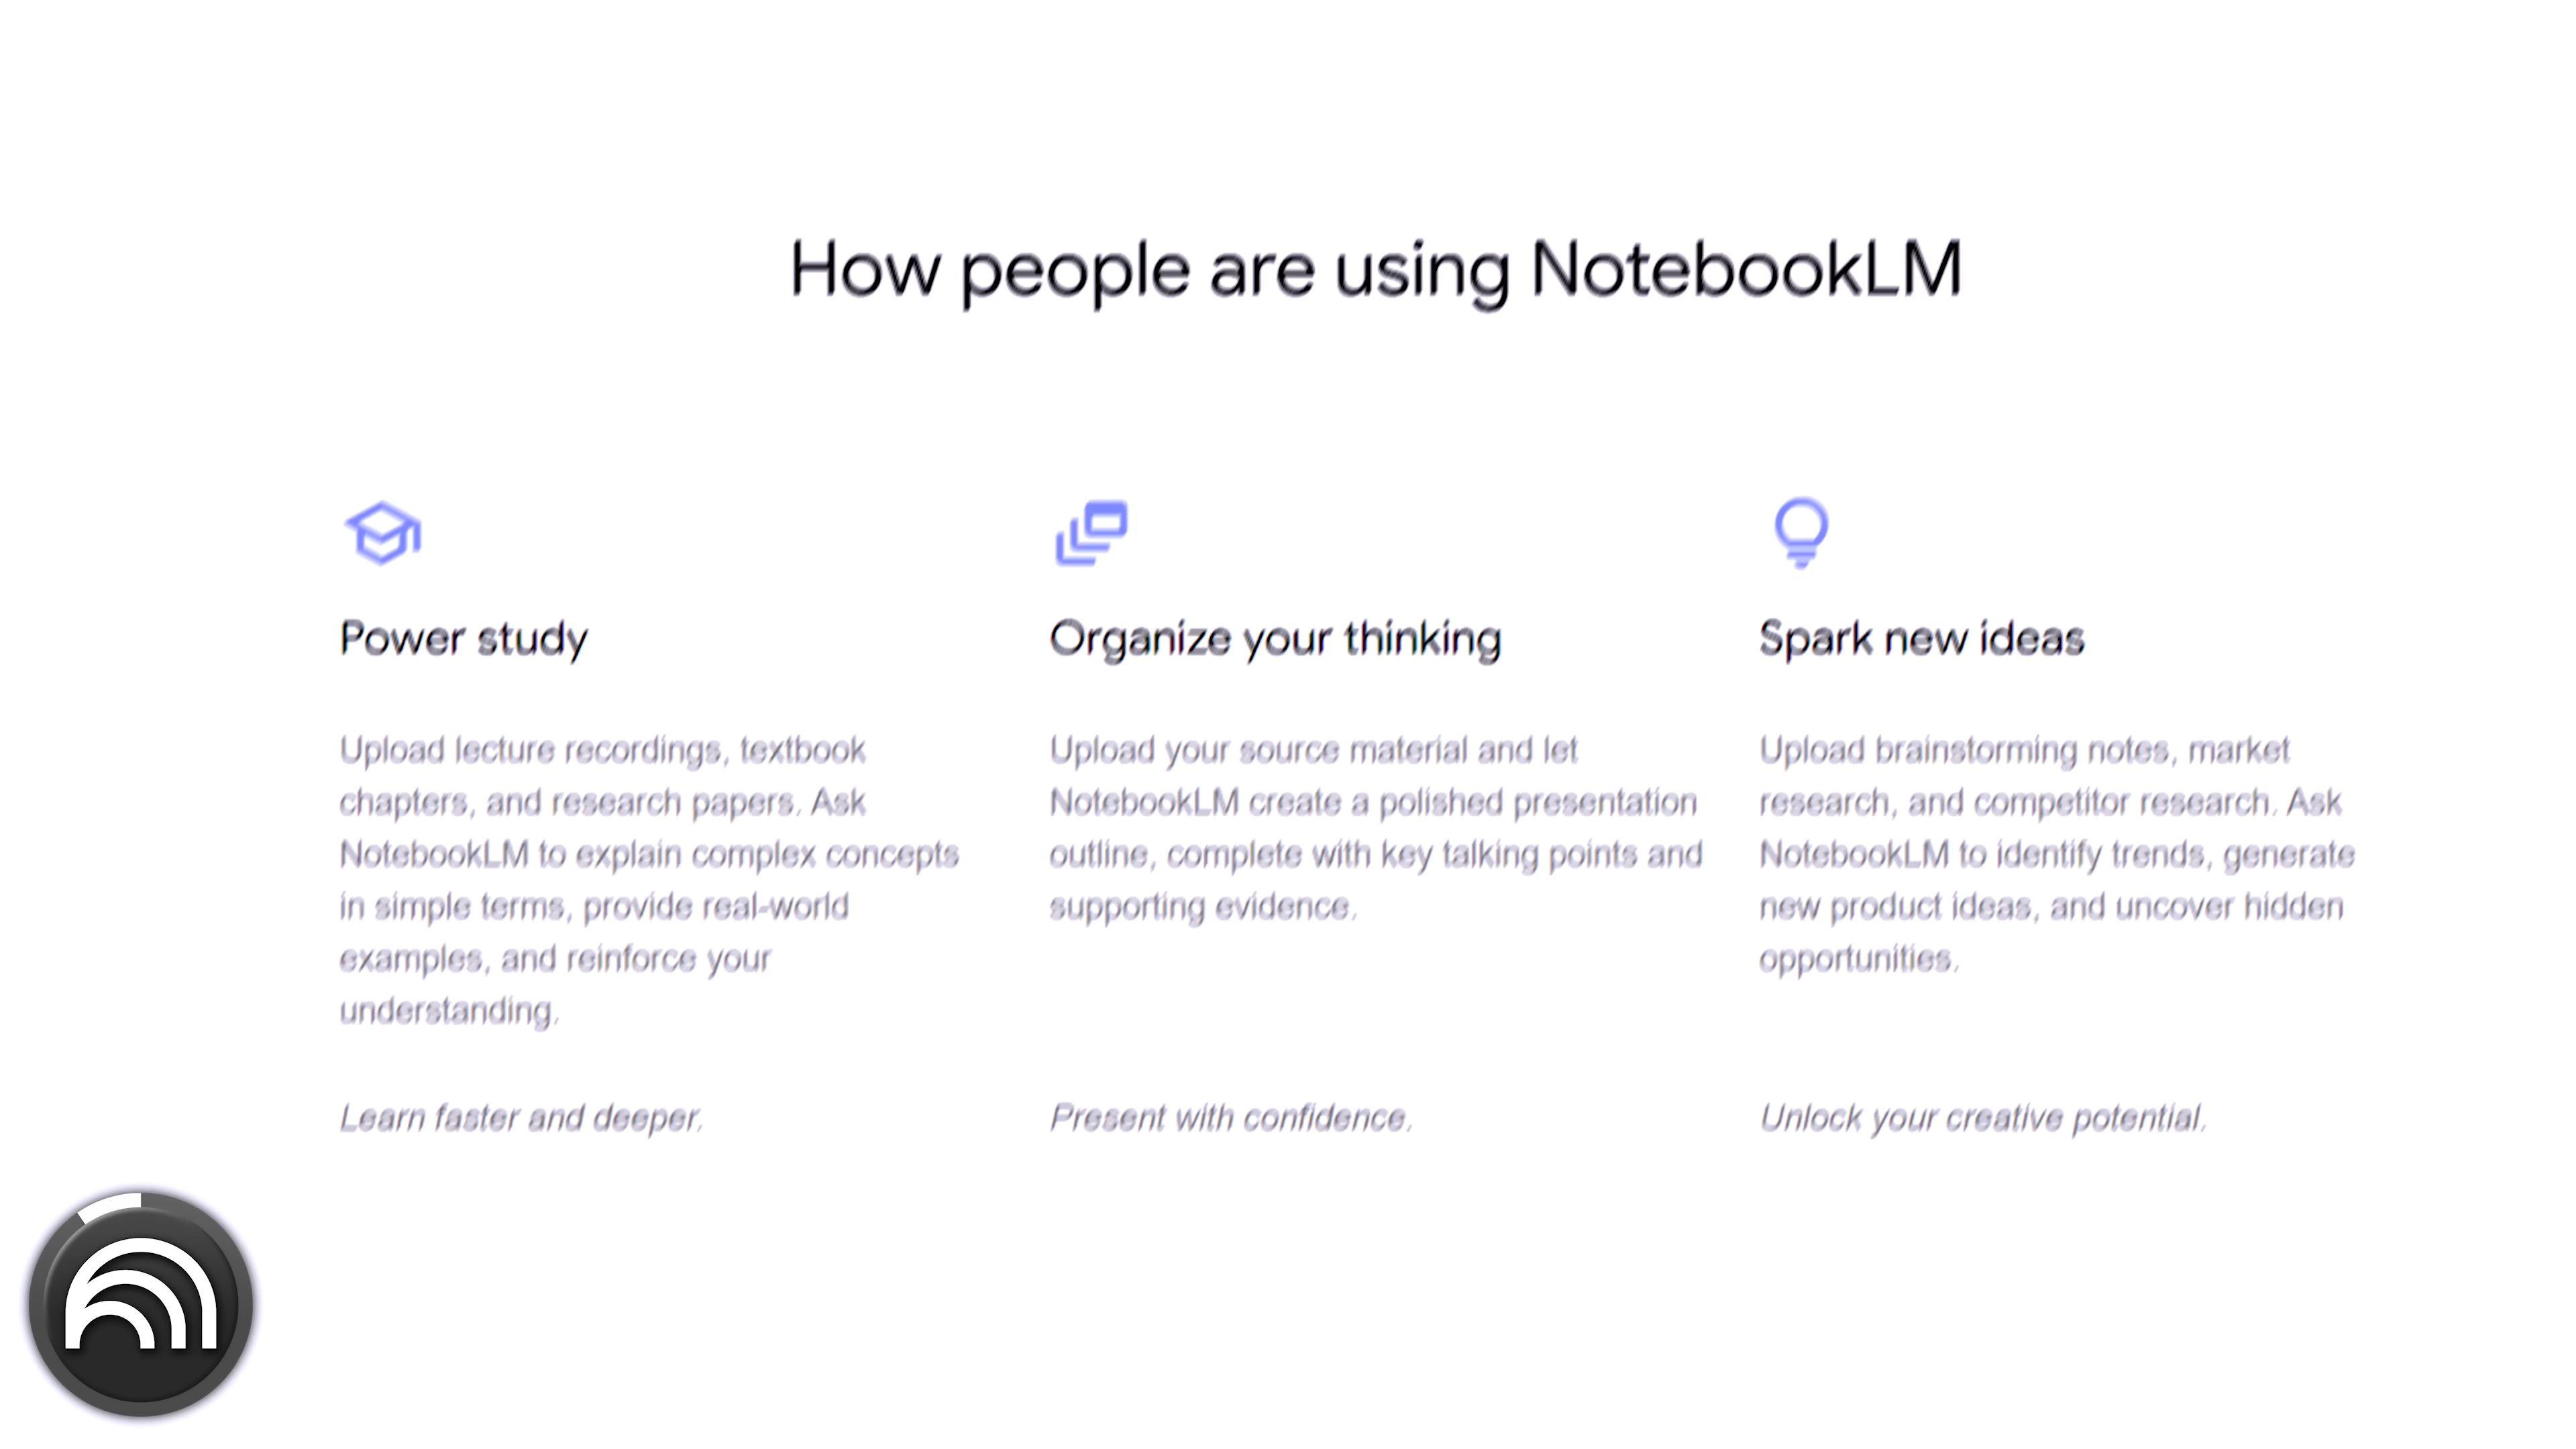 How people are using NotebookLM
Power study
Upload lecture recordings, textbook
chapters, and research papers. Ask
NotebookLM to explain complex concepts
in simple terms, provide real-world
examples, and reinforce your
understanding.
Learn faster and deeper.
Organize your thinking
Upload your source material and let
NotebookLM create a polished presentation
outline, complete with key talking points and
supporting evidence.
Present with confidence.
Spark new ideas
Upload brainstorming notes, market
research, and competitor research. Ask
NotebookLM to identify trends, generate
new product ideas, and uncover hidden
opportunities.
Unlock your creative potential.